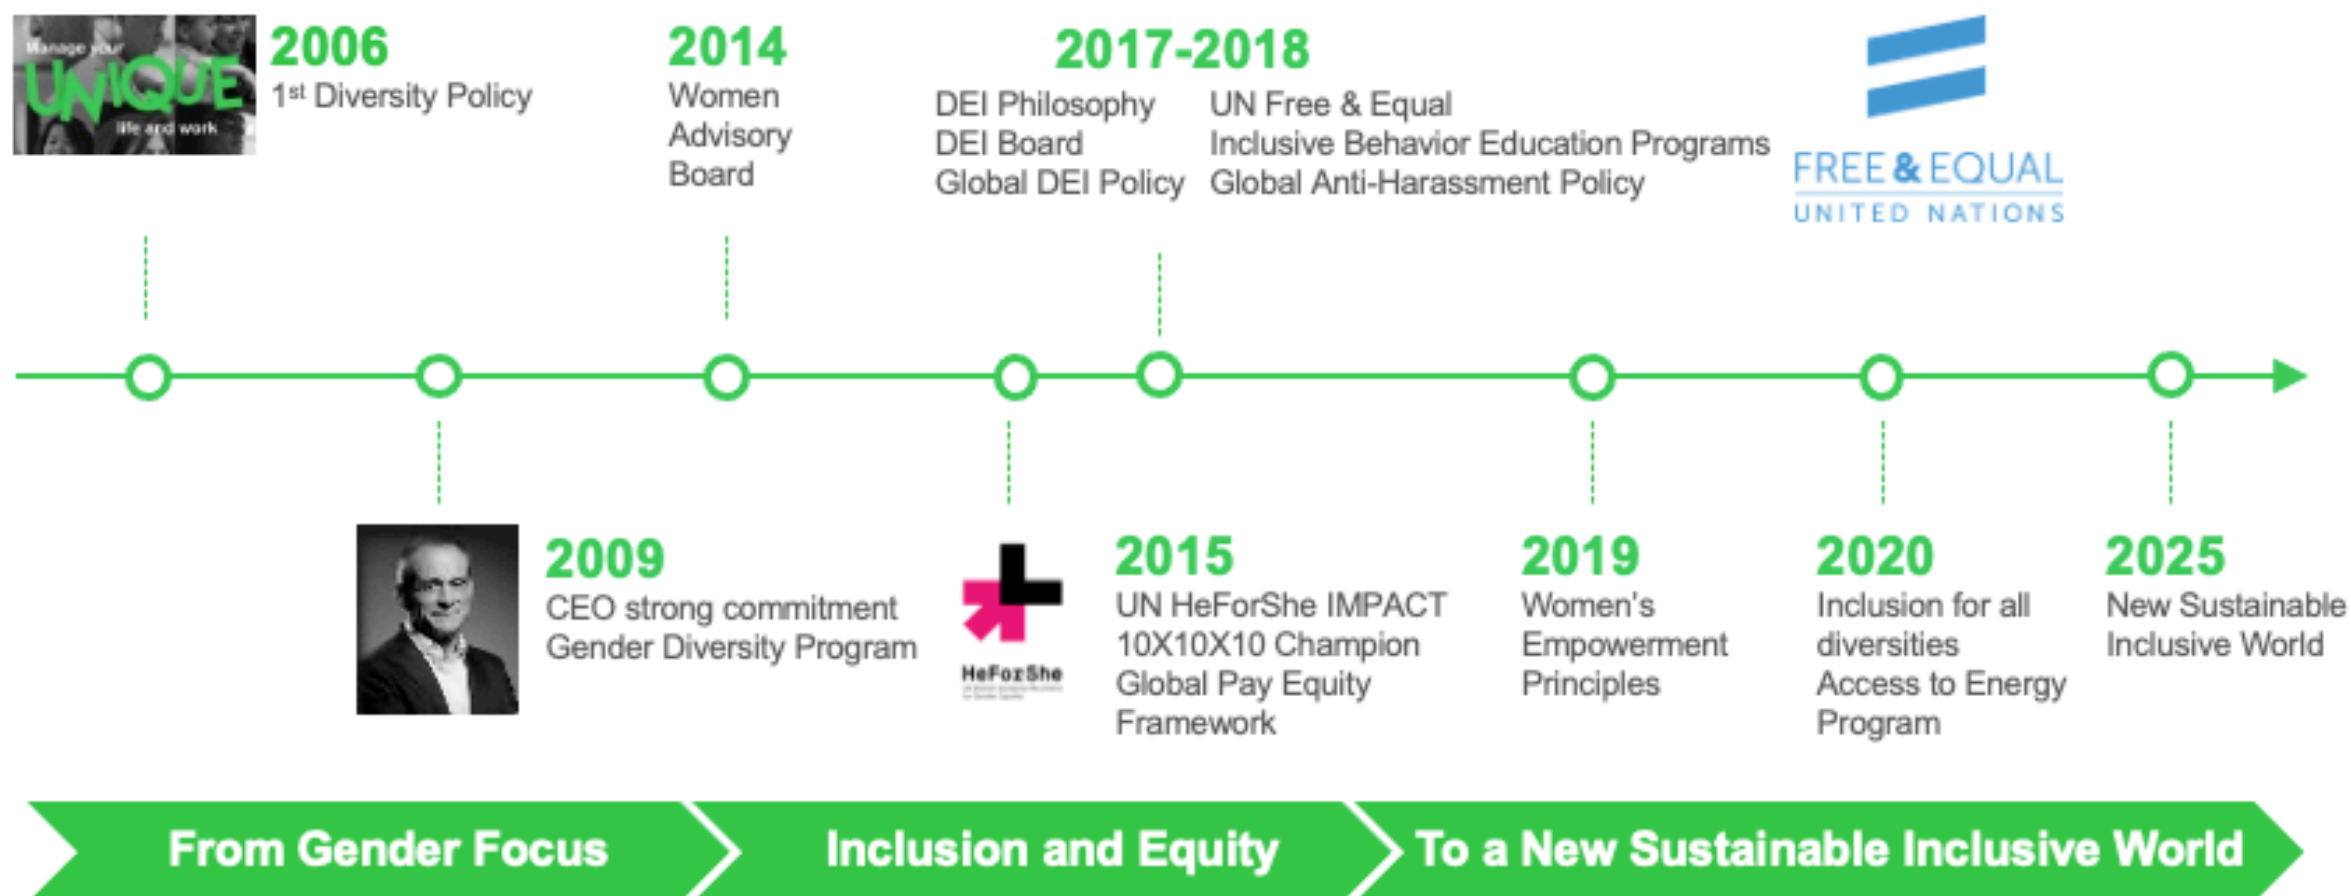 Manage your
UNIQUE
life and work
2006
1st Diversity Policy
2014
Women
Advisory
Board
2017-2018
DEI Philosophy
DEI Board
Global DEI Policy
UN Free & Equal
Inclusive Behavior Education Programs
Global Anti-Harassment Policy
FREE & EQUAL
UNITED NATIONS
2009
CEO strong commitment
Gender Diversity Program
HeForShe
2015
UN HeForShe IMPACT
10X10X10 Champion
Global Pay Equity
Framework
2019
Women's
Empowerment
Principles
2020
Inclusion for all
diversities
Access to Energy
Program
2025
New Sustainable
Inclusive World
From Gender Focus
Inclusion and Equity
To a New Sustainable Inclusive World